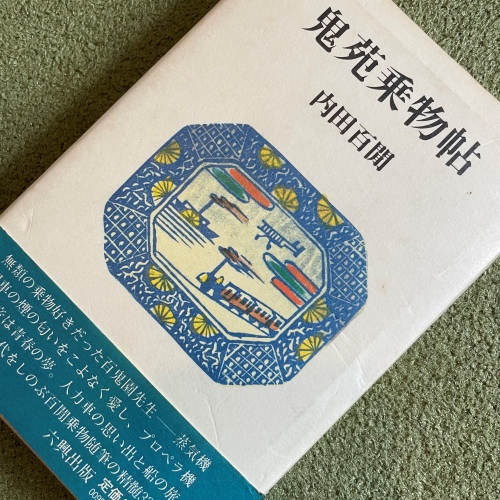 鬼苑乗物帖
内田百閒
無類の乗物好きだった百鬼園先生——蒸気機
車の煙の匂いをこよなく愛し、プロペラ機
は青春の夢。人力車の思い出と船の旅
代をしのぶ百閒乗物随筆の精髄
六興出版
定価